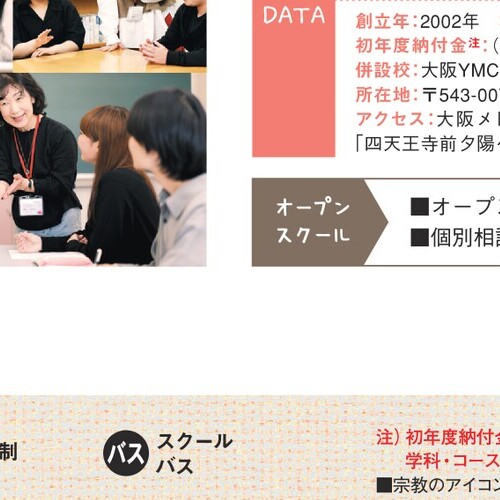 DATA
創立年：2002年
初年度納付金注：（
併設校：大阪YMC
所在地：〒543-00
アクセス：大阪メ
「四天王寺前夕陽
オープン
スクール
■オープ
■個別相談
制
バス
スクール
バス
注）初年度納付金
学科・コース
■宗教のアイコン